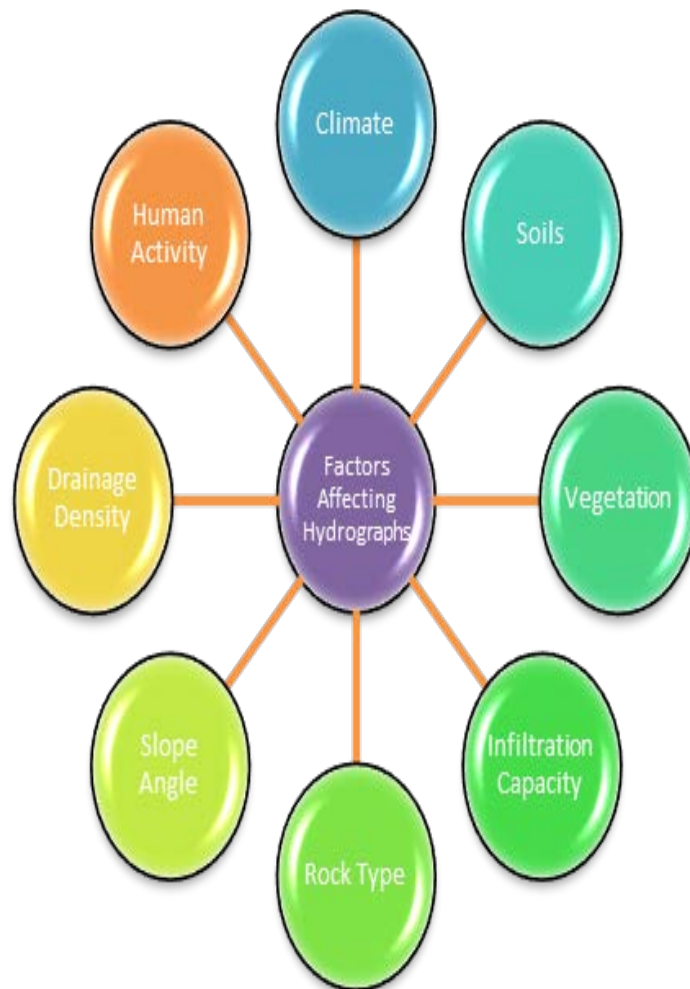 Climate
Soils
Vegetation
Infiltration
Capacity
Rock Type
Slope
Angle
Drainage
Density
Human
Activity
Factors
Affecting
Hydrographs